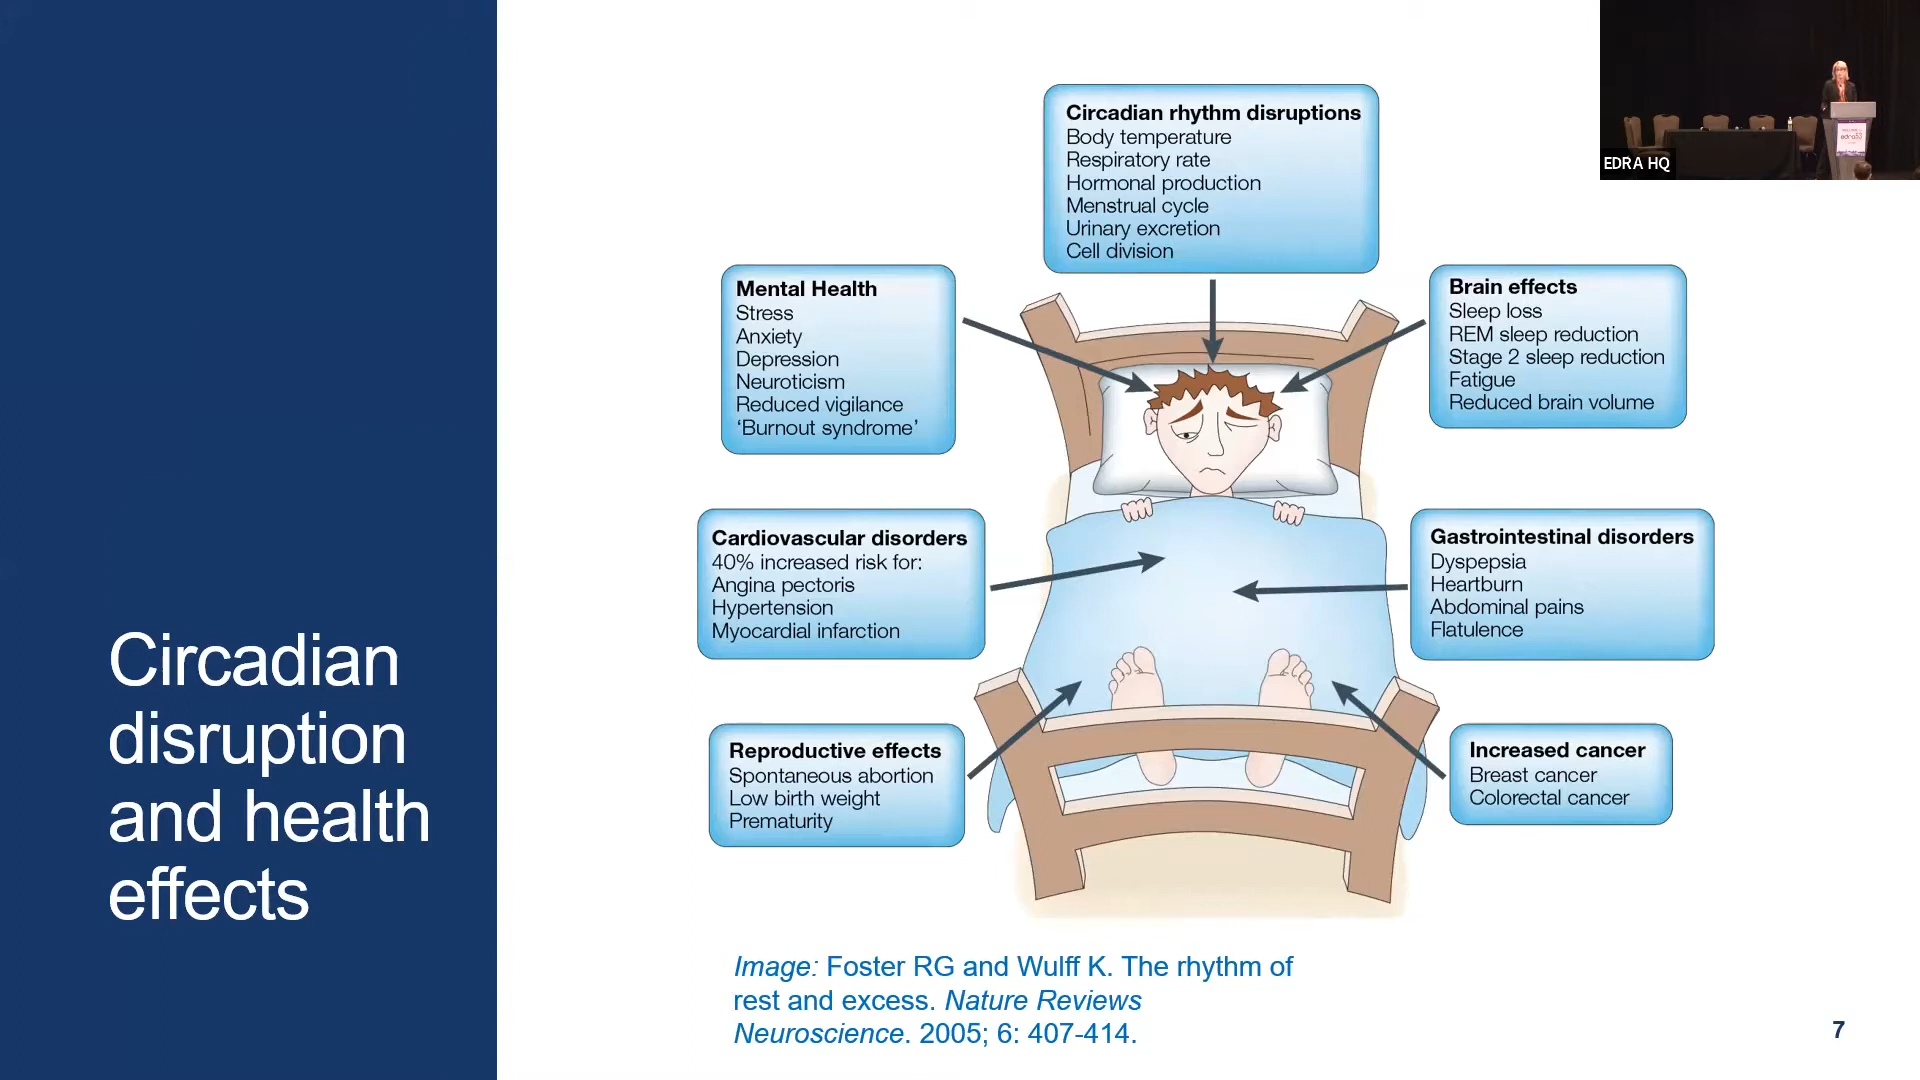 Circadian
disruption
and health
effects
Circadian rhythm disruptions
Body temperature
Respiratory rate
Hormonal production
Menstrual cycle
Urinary excretion
Cell division
Mental Health
Stress
Anxiety
Depression
Neuroticism
Reduced vigilance
‘Burnout syndrome’
Brain effects
Sleep loss
REM sleep reduction
Stage 2 sleep reduction
Fatigue
Reduced brain volume
Cardiovascular disorders
40% increased risk for:
Angina pectoris
Hypertension
Myocardial infarction
Gastrointestinal disorders
Dyspepsia
Heartburn
Abdominal pains
Flatulence
Reproductive effects
Spontaneous abortion
Low birth weight
Prematurity
Increased cancer
Breast cancer
Colorectal cancer
Image: Foster RG and Wulff K. The rhythm of
rest and excess. Nature Reviews
Neuroscience. 2005; 6: 407-414.
7
EDRA HQ